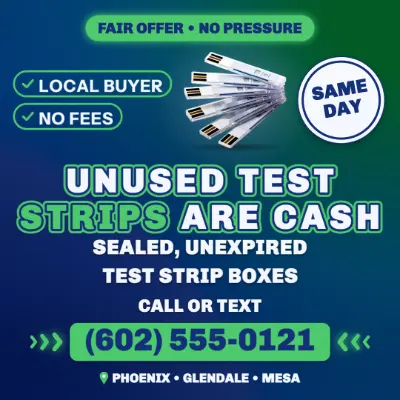 FAIR OFFER • NO PRESSURE
LOCAL BUYER
NO FEES
SAME
DAY
UNUSED TEST
STRIPS ARE CASH
SEALED, UNEXPIRED
TEST STRIP BOXES
CALL OR TEXT
(602) 555-0121
PHOENIX • GLENDALE • MESA